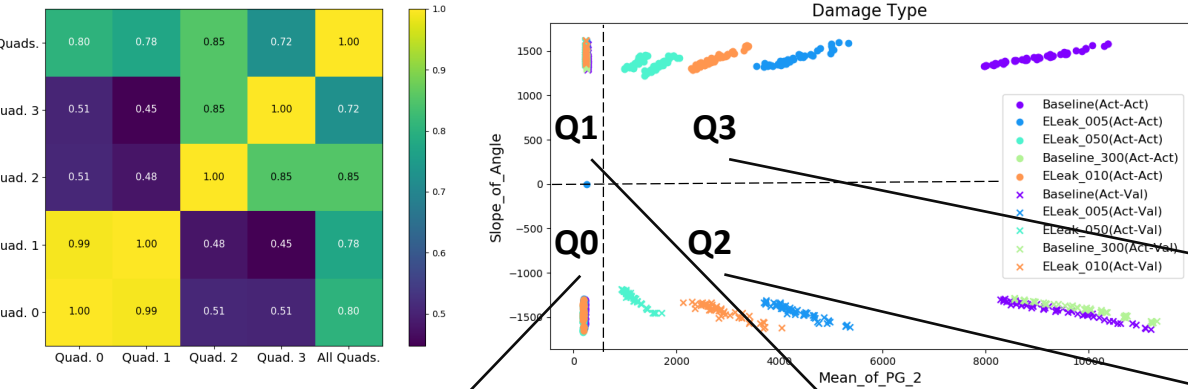 Damage Type
Quads.
0.80 0.78 0.85 0.72 1.00
Quad. 3
0.51 0.45 0.85 1.00 0.72
uad. 2
0.51 0.48 1.00 0.85 0.85
uad. 1
0.99 1.00 0.48 0.45 0.78
uad. 0
1.00 0.99 0.51 0.51 0.80
Quad. 0 Quad. 1 Quad. 2 Quad. 3 All Quads.
1.0
0.9
0.8
0.7
0.6
0.5
Slope_of_Angle
1500
1000
500
0
−500
−1000
−1500
Q1
Q3
Q0
Q2
Baseline(Act-Act)
ELeak_005(Act-Act)
ELeak_050(Act-Act)
Baseline_300(Act-Act)
ELeak_010(Act-Act)
Baseline(Act-Val)
ELeak_005(Act-Val)
ELeak_050(Act-Val)
Baseline_300(Act-Val)
ELeak_010(Act-Val)
0 2000 4000 6000 8000 10000
Mean_of_PG_2